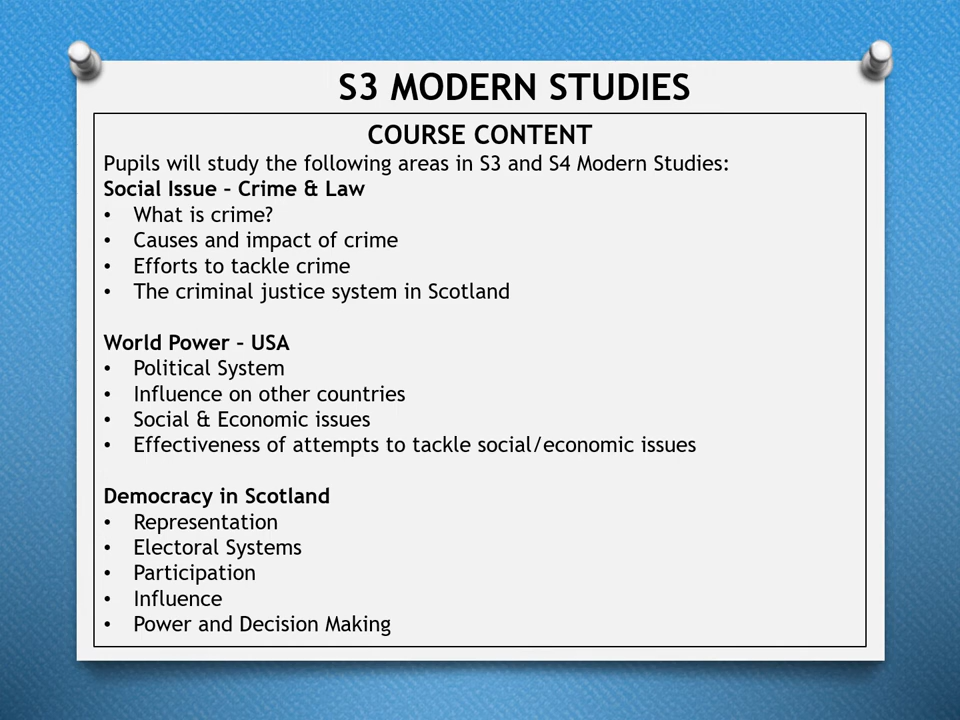 S3 MODERN STUDIES
COURSE CONTENT
Pupils will study the following areas in S3 and S4 Modern Studies:
Social Issue – Crime & Law
• What is crime?
• Causes and impact of crime
• Efforts to tackle crime
• The criminal justice system in Scotland
World Power – USA
• Political System
• Influence on other countries
• Social & Economic issues
• Effectiveness of attempts to tackle social/economic issues
Democracy in Scotland
• Representation
• Electoral Systems
• Participation
• Influence
• Power and Decision Making